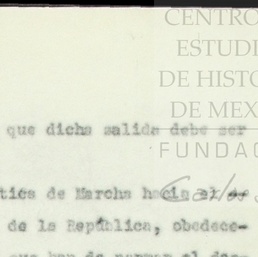 CENTRO
ESTUDI
DE HISTO
DE MEX
FUNDAC
que dicha salida debe ser
tica de Marcha hacia el
de la República, obedece-